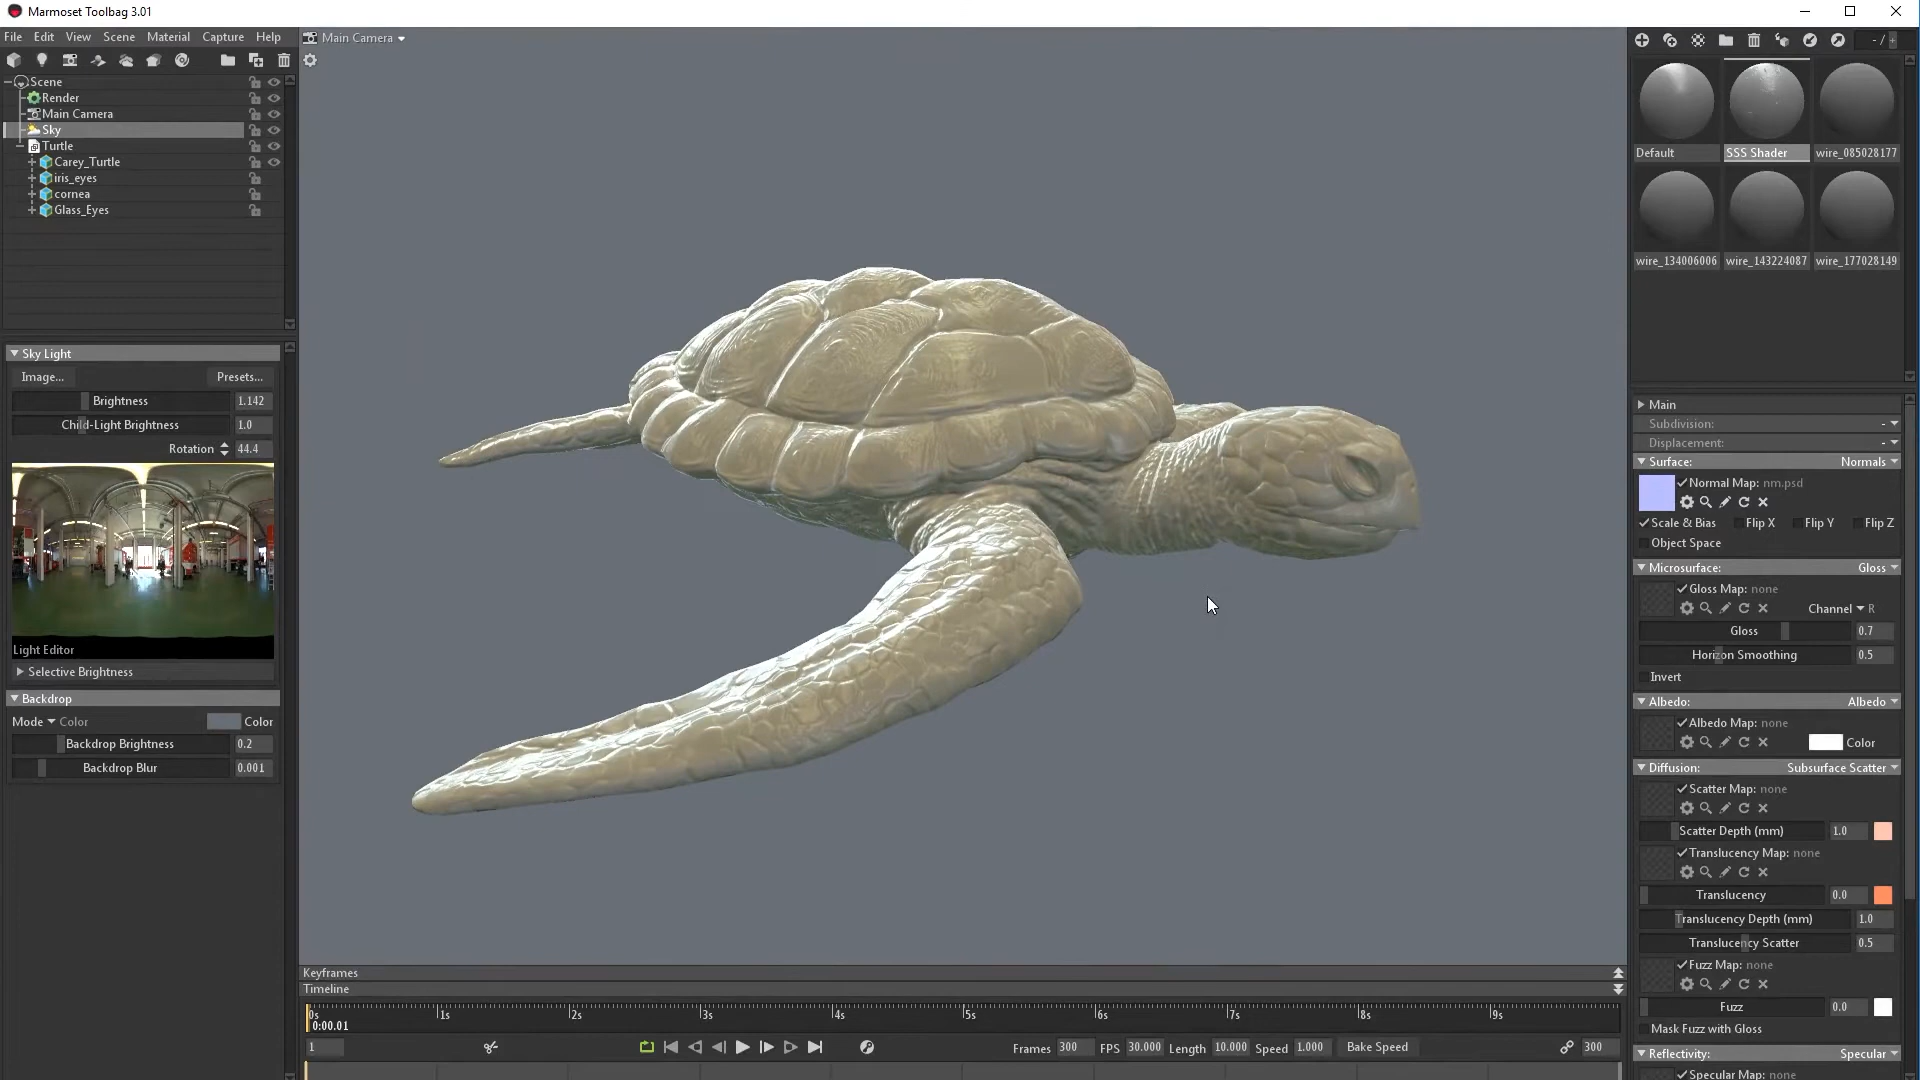 Marmoset Toolbag 3.01
File Edit View Scene Material Capture Help
Main Camera
- /
Scene
Render
Main Camera
Sky
Turtle
Carey_Turtle
iris_eyes
cornea
Glass_Eyes
Sky Light
Image... Presets...
Brightness 1.142
Child-Light Brightness 1.0
Rotation 44.4
Light Editor
Selective Brightness
Backdrop
Mode Color Color
Backdrop Brightness 0.2
Backdrop Blur 0.001
Keyframes
Timeline
0s 1s 2s 3s 4s 5s 6s 7s 8s 9s
0:00.01
1 Frames 300 FPS 30.000 Length 10.000 Speed 1.000 Bake Speed 300
Default SSS Shader wire_085028177
wire_134006006 wire_143224087 wire_177028149
Main
Subdivision: -
Displacement: -
Surface: Normals
Normal Map: nm.psd
Scale & Bias Flip X Flip Y Flip Z
Object Space
Microsurface: Gloss
Gloss Map: none
Channel R
Gloss 0.7
Horizon Smoothing 0.5
Invert
Albedo: Albedo
Albedo Map: none
Color
Diffusion: Subsurface Scatter
Scatter Map: none
Scatter Depth (mm) 1.0
Translucency Map: none
Translucency 0.0
Translucency Depth (mm) 1.0
Translucency Scatter 0.5
Fuzz Map: none
Fuzz 0.0
Mask Fuzz with Gloss
Reflectivity: Specular
Specular Map: none